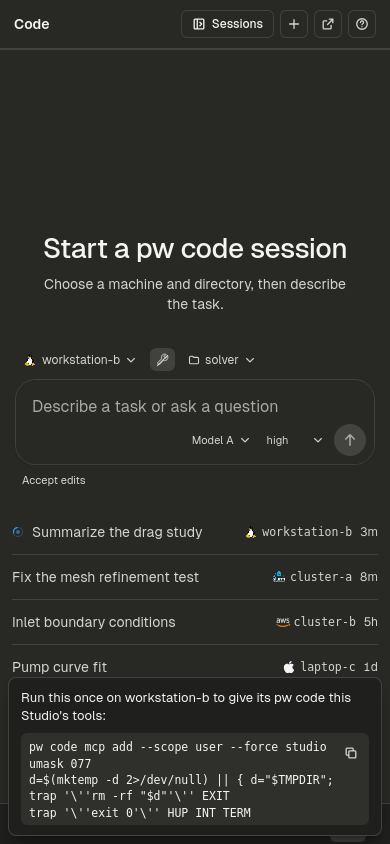 Code
Sessions
Start a pw code session
Choose a machine and directory, then describe
the task.
workstation-b
solver
Describe a task or ask a question
Model A
high
Accept edits
Summarize the drag study workstation-b 3m
Fix the mesh refinement test cluster-a 8m
Inlet boundary conditions aws cluster-b 5h
Pump curve fit laptop-c 1d
Run this once on workstation-b to give its pw code this
Studio's tools:
pw code mcp add --scope user --force studio
umask 077
d=$(mktemp -d 2>/dev/null) || { d="$TMPDIR";
trap '\''rm -rf "$d"'\'' EXIT
trap '\''exit 0'\'' HUP INT TERM